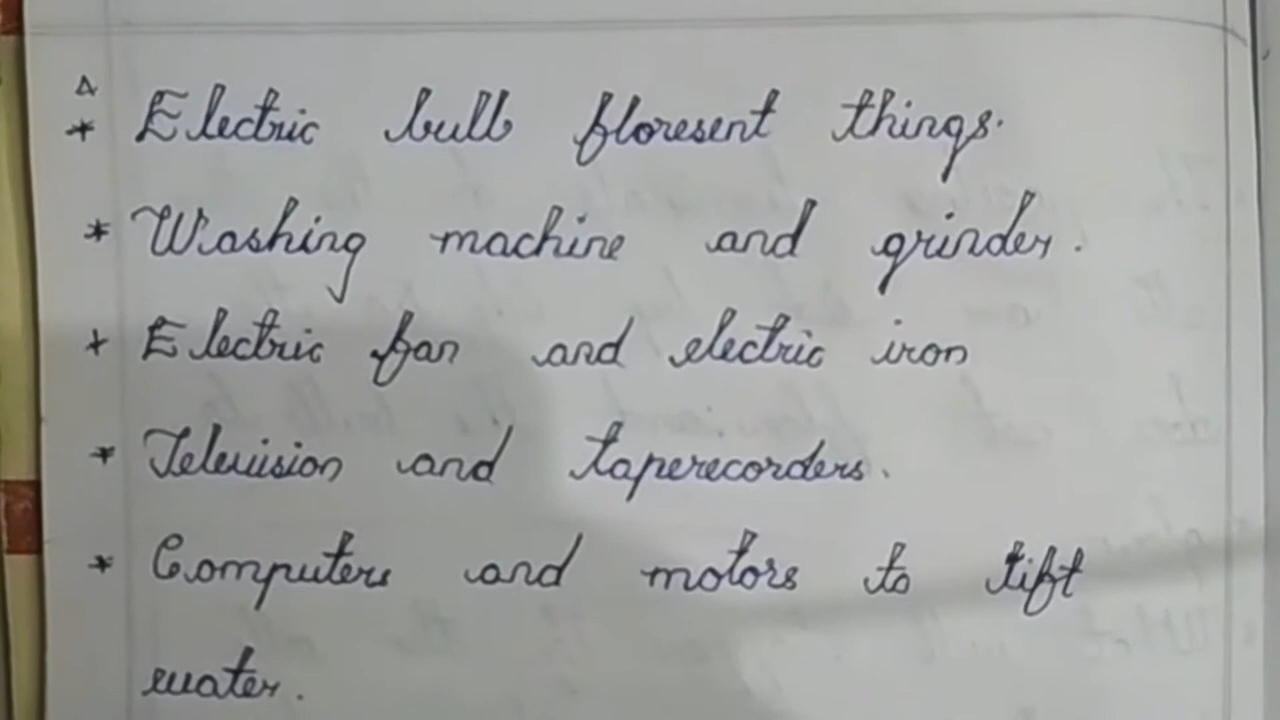 * Electric bulb floresent things.
* Washing machine and grinder.
* Electric fan and electric iron
* Television and taperecorders.
* Computers and motors to tift
water.